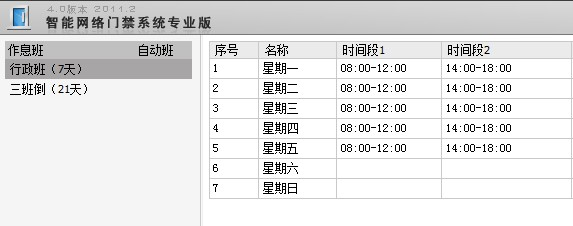 4.0版本 2011.2
智能网络门禁系统专业版
作息班 自动班
行政班（7天）
三班倒（21天）
序号 名称 时间段1 时间段2
1 星期一 08:00-12:00 14:00-18:00
2 星期二 08:00-12:00 14:00-18:00
3 星期三 08:00-12:00 14:00-18:00
4 星期四 08:00-12:00 14:00-18:00
5 星期五 08:00-12:00 14:00-18:00
6 星期六
7 星期日